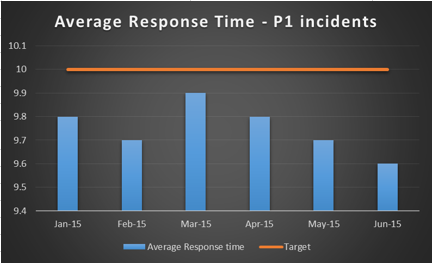 Average Response Time - P1 incidents
10.1
10
9.9
9.8
9.7
9.6
9.5
9.4
Jan-15 Feb-15 Mar-15 Apr-15 May-15 Jun-15
Average Response time Target